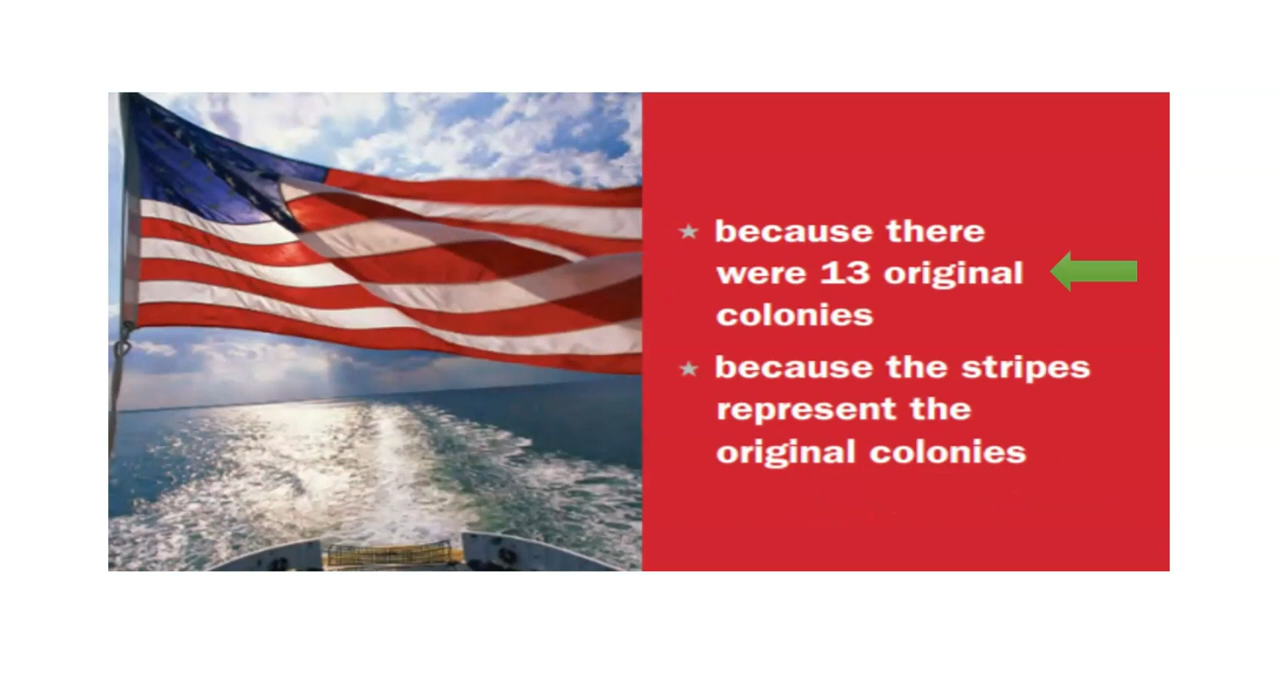 because there
were 13 original
colonies
because the stripes
represent the
original colonies